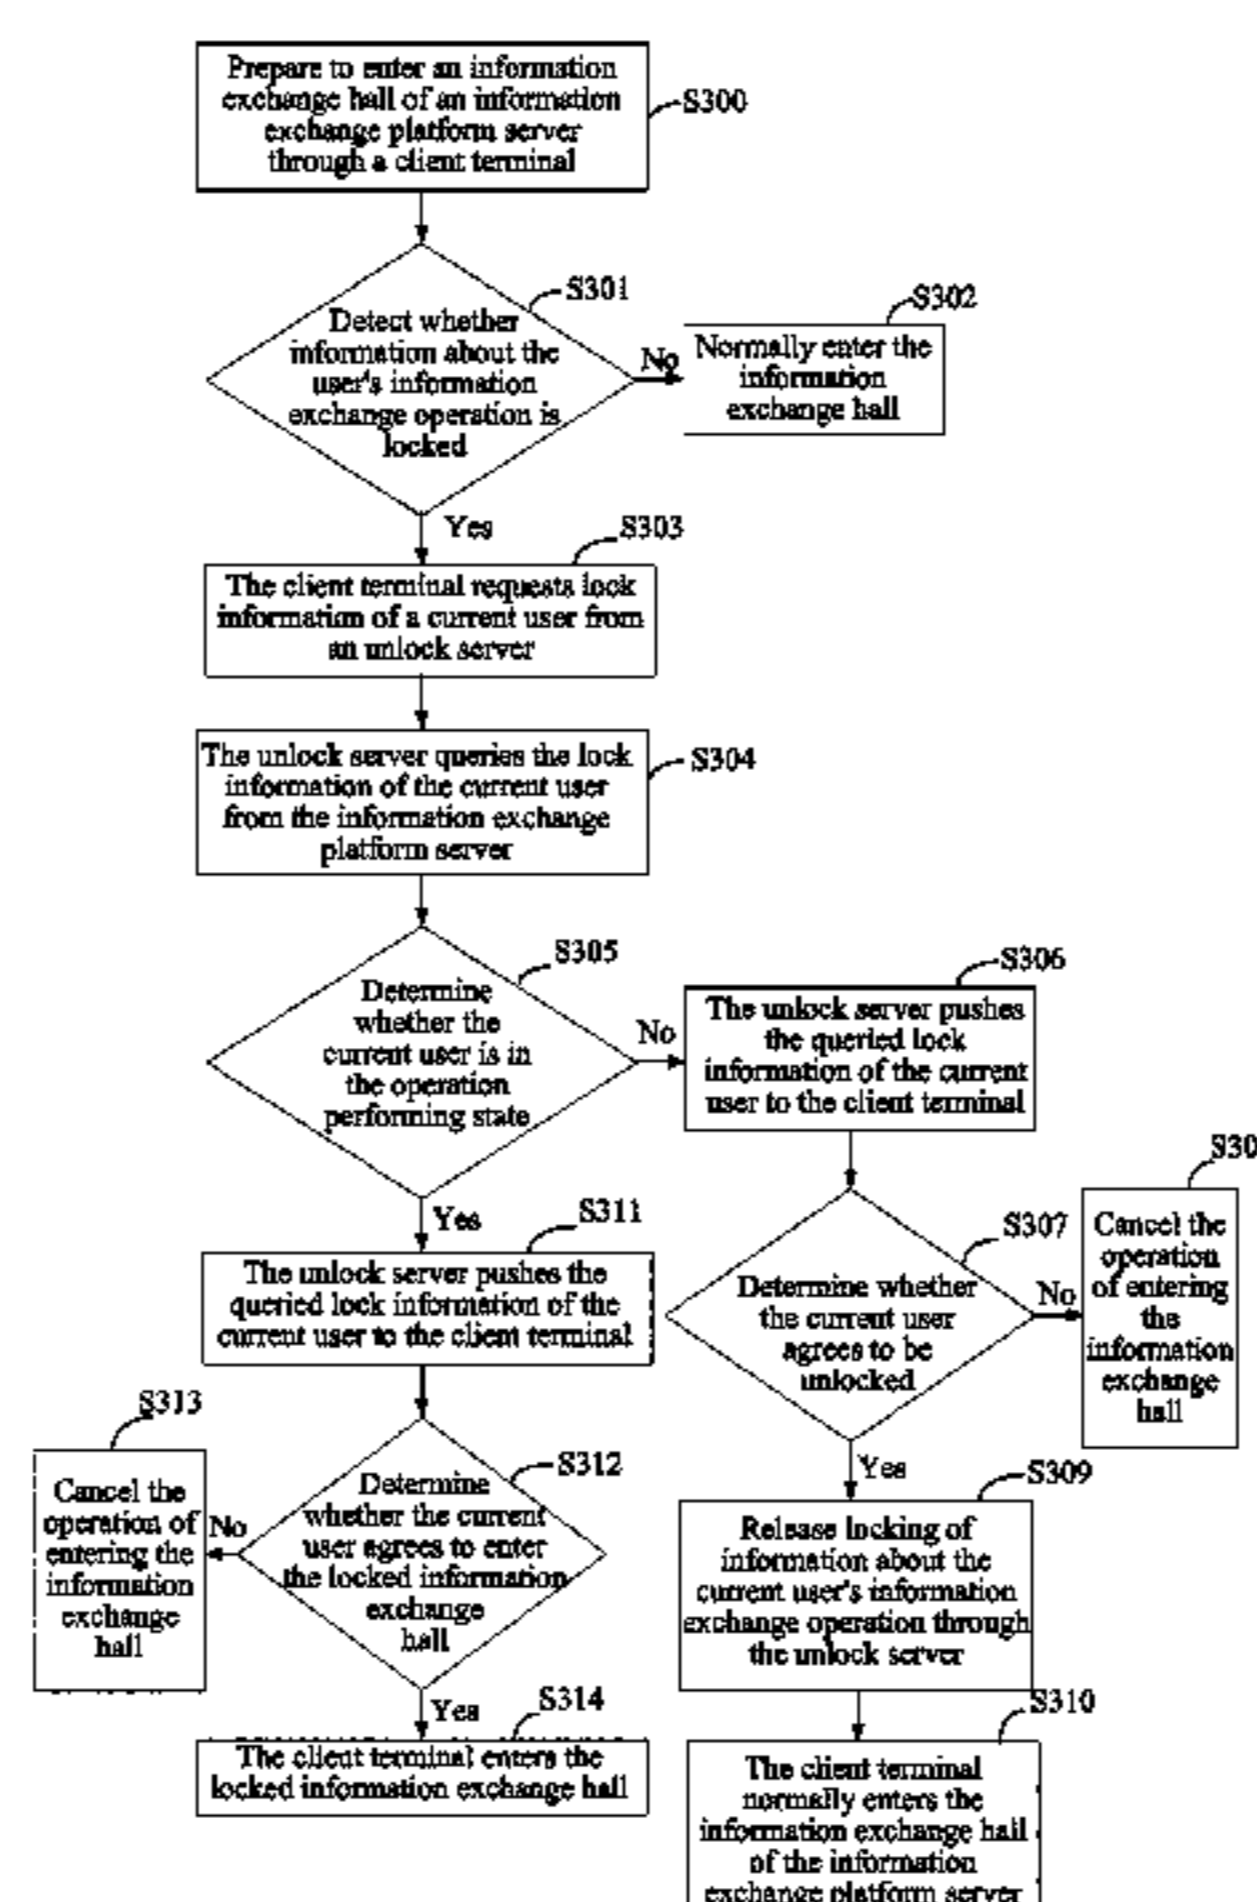 Prepare to enter an information
exchange hall of an information
exchange platform server
through a client terminal
S300
S301
Detect whether
information about the
user's information
exchange operation is
locked
No
S302
Normally enter the
information
exchange hall
Yes
S303
The client terminal requests lock
information of a current user from
an unlock server
The unlock server queries the lock
information of the current user
from the information exchange
platform server
S304
S305
Determine
whether the
current user is in
the operation
performing state
No
S306
The unlock server pushes
the queried lock
information of the current
user to the client terminal
S307
Determine whether
the current user
agrees to be
unlocked
No
S30
Cancel the
operation
of entering
the
information
exchange
hall
Yes
S311
The unlock server pushes the
queried lock information of the
current user to the client terminal
S312
Determine
whether the current
user agrees to enter
the locked information
exchange
hall
No
S313
Cancel the
operation of
entering the
information
exchange
hall
Yes
S314
The client terminal enters the
locked information exchange hall
Yes
S309
Release locking of
information about the
current user's information
exchange operation through
the unlock server
S310
The client terminal
normally enters the
information exchange hall
of the information
exchange platform server